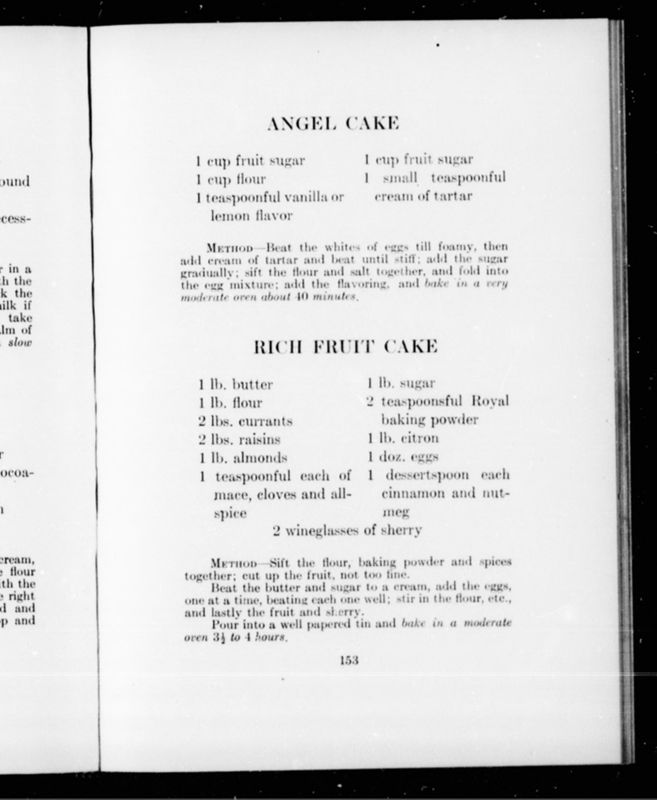 ound
cess-
r in a
th the
k the
nilk if
take
lm of
slow
r
ocoa-
cream,
e flour
ith the
e right
d and
op and
ANGEL CAKE
1 cup fruit sugar
1 cup flour
1 teaspoonful vanilla or
lemon flavor
1 cup fruit sugar
1 small teaspoonful
cream of tartar
METHOD—Beat the whites of eggs till foamy, then
add cream of tartar and beat until stiff; add the sugar
gradually; sift the flour and salt together, and fold into
the egg mixture; add the flavoring, and bake in a very
moderate oven about 40 minutes.
RICH FRUIT CAKE
1 lb. butter
1 lb. flour
2 lbs. currants
2 lbs. raisins
1 lb. almonds
1 teaspoonful each of
mace, cloves and all-
spice
1 lb. sugar
2 teaspoonsful Royal
baking powder
1 lb. citron
1 doz. eggs
1 dessertspoon each
cinnamon and nut-
meg
2 wineglasses of sherry
METHOD—Sift the flour, baking powder and spices
together; cut up the fruit, not too fine.
Beat the butter and sugar to a cream, add the eggs,
one at a time, beating each one well; stir in the flour, etc.,
and lastly the fruit and sherry.
Pour into a well papered tin and bake in a moderate
oven 3½ to 4 hours.
153